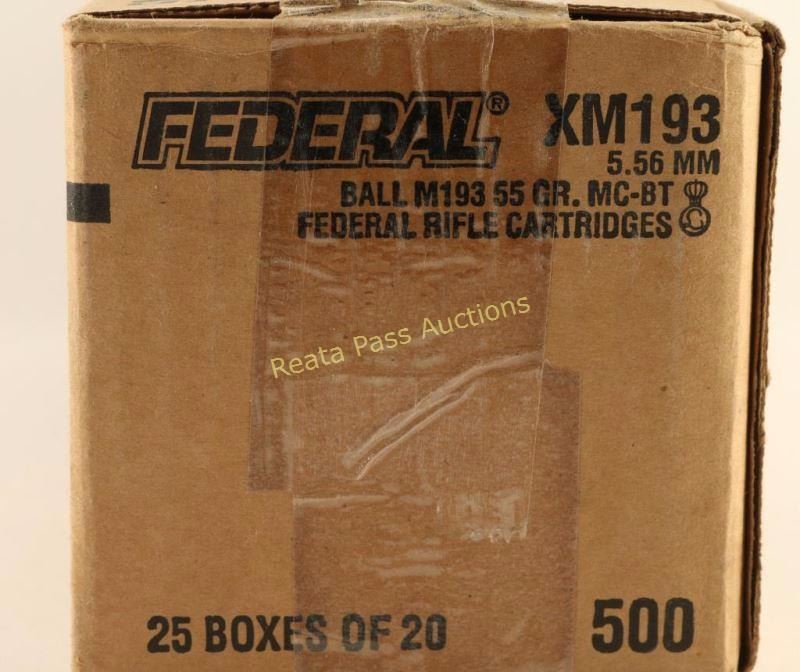 FEDERAL® XM193
5.56 MM
BALL M193 55 GR. MC-BT
FEDERAL RIFLE CARTRIDGES
Reata Pass Auctions
25 BOXES OF 20 500